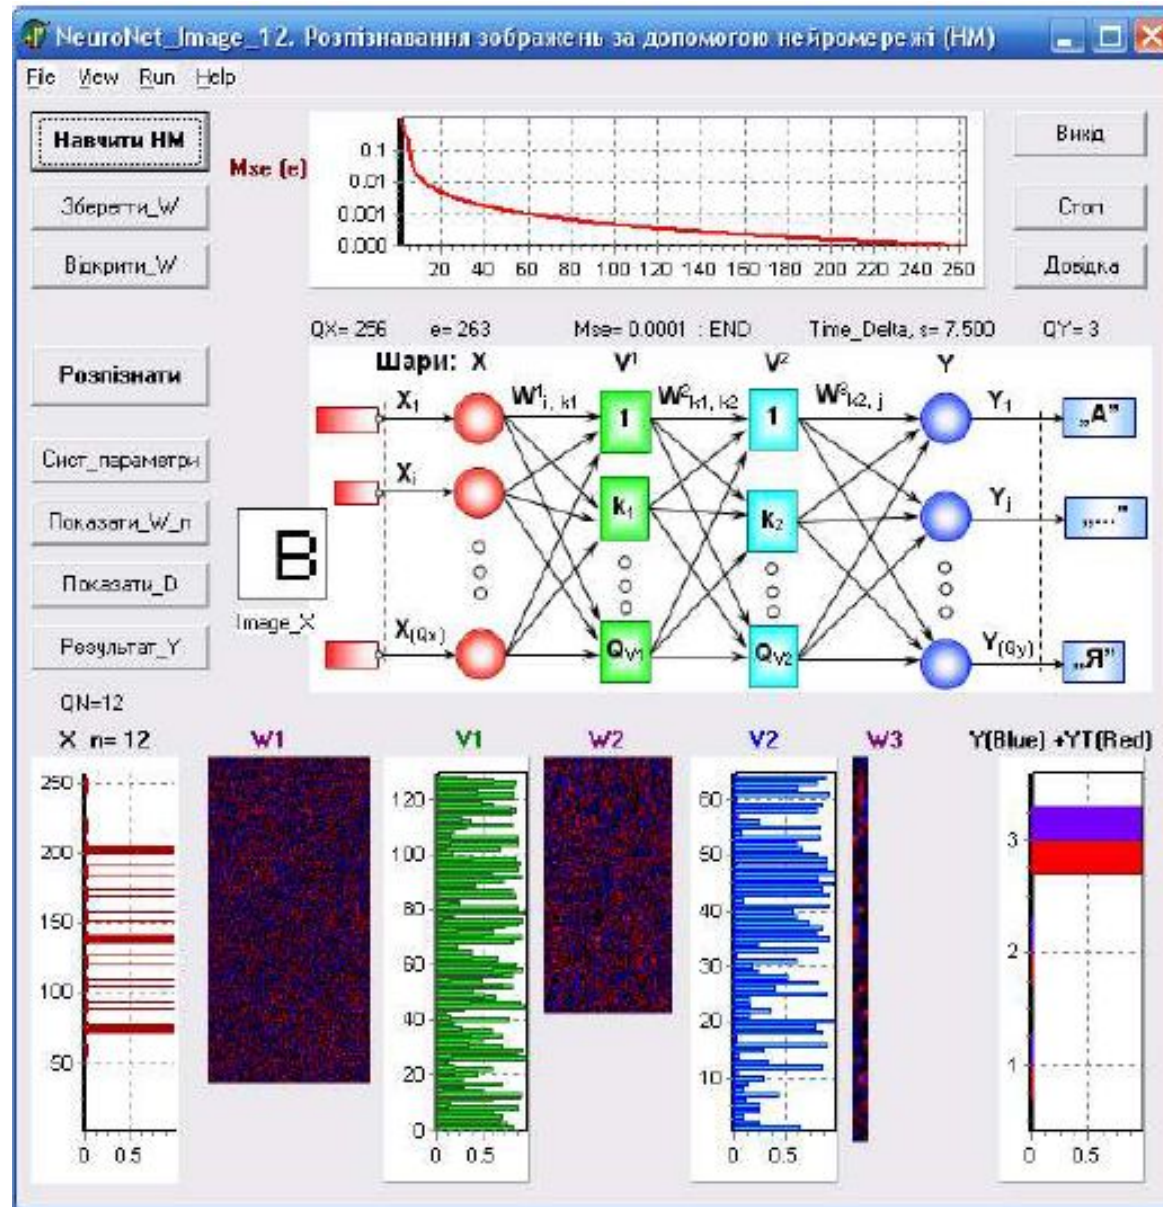 NeuroNet_Image_12. Розпізнавання зображень за допомогою нейромережі (НМ)
File View Run Help
Навчити НМ
Зберегти_W
Відкрити_W
Розпізнати
Сист_параметри
Показати_W_n
Показати_D
Результат_Y
Mse (e)
0.1
0.01
0.001
0.000
20 40 60 80 100 120 140 160 180 200 220 240 260
Вихід
Стоп
Довідка
QX= 256 e= 263 Mse= 0.0001 : END Time_Delta, s= 7.500 QY= 3
Шари: X V¹ V² Y
X₁ W¹i, k1 1 W²k1, k2 1 W³k2, j Y₁ „А”
Xi k₁ k₂ Yj „...”
X(Qx) QV1 QV2 Y(Qy) „Я”
В
Image_X
QN=12
X n= 12 W1 V1 W2 V2 W3 Y(Blue) +YT(Red)
250
200
150
100
50
0 0.5
120
100
80
60
40
20
0
0 0.5
60
50
40
30
20
10
0 0.5
3
2
1
0 0.5